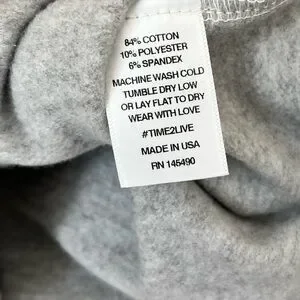 84% COTTON
10% POLYESTER
6% SPANDEX
MACHINE WASH COLD
TUMBLE DRY LOW
OR LAY FLAT TO DRY
WEAR WITH LOVE
#TIME2LIVE
MADE IN USA
RN 145490